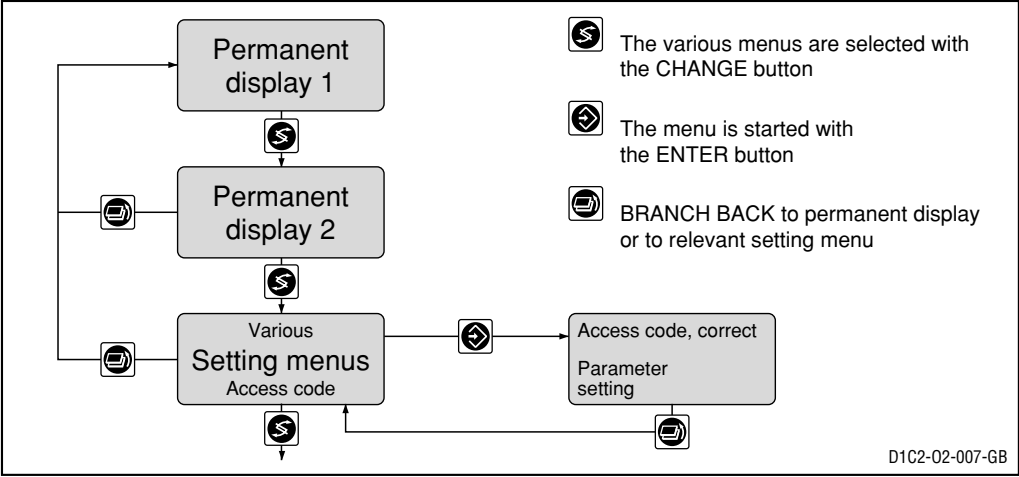 Permanent
display 1
Permanent
display 2
Various
Setting menus
Access code
Access code, correct
Parameter
setting
The various menus are selected with
the CHANGE button
The menu is started with
the ENTER button
BRANCH BACK to permanent display
or to relevant setting menu
D1C2-O2-007-GB